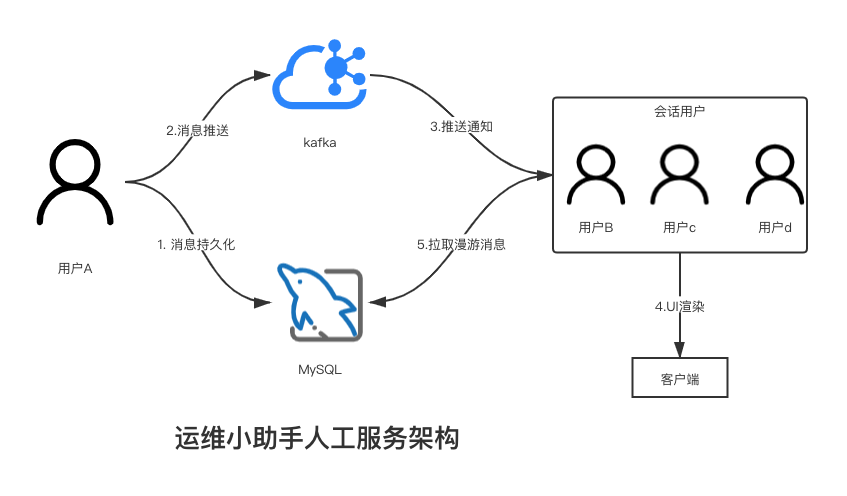 会话用户
2.消息推送
3.推送通知
kafka
用户B
用户c
用户d
1. 消息持久化
5.拉取漫游消息
用户A
4.UI渲染
MySQL
客户端
运维小助手人工服务架构